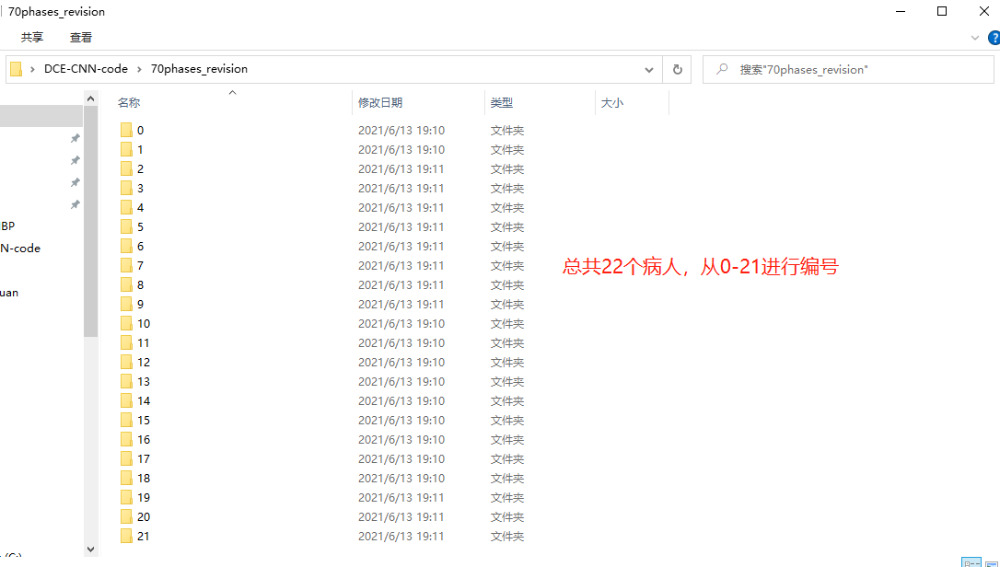 70phases_revision
共享 查看
DCE-CNN-code 70phases_revision
搜索"70phases_revision"
名称 修改日期 类型 大小
0 2021/6/13 19:10 文件夹
1 2021/6/13 19:10 文件夹
2 2021/6/13 19:11 文件夹
3 2021/6/13 19:11 文件夹
4 2021/6/13 19:11 文件夹
BP
5 2021/6/13 19:11 文件夹
N-code
6 2021/6/13 19:11 文件夹
7 2021/6/13 19:11 文件夹
总共22个病人，从0-21进行编号
8 2021/6/13 19:11 文件夹
uan
9 2021/6/13 19:11 文件夹
10 2021/6/13 19:10 文件夹
11 2021/6/13 19:10 文件夹
12 2021/6/13 19:10 文件夹
13 2021/6/13 19:10 文件夹
14 2021/6/13 19:10 文件夹
15 2021/6/13 19:10 文件夹
16 2021/6/13 19:10 文件夹
17 2021/6/13 19:10 文件夹
18 2021/6/13 19:10 文件夹
19 2021/6/13 19:11 文件夹
20 2021/6/13 19:11 文件夹
21 2021/6/13 19:11 文件夹